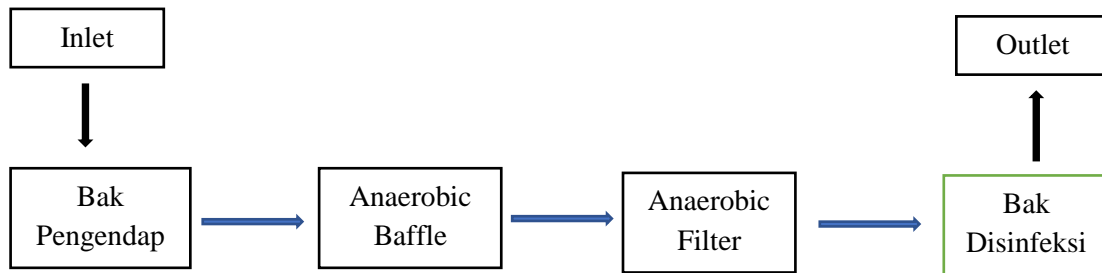 Inlet
Outlet
Bak
Pengendap
Anaerobic
Baffle
Anaerobic
Filter
Bak
Disinfeksi